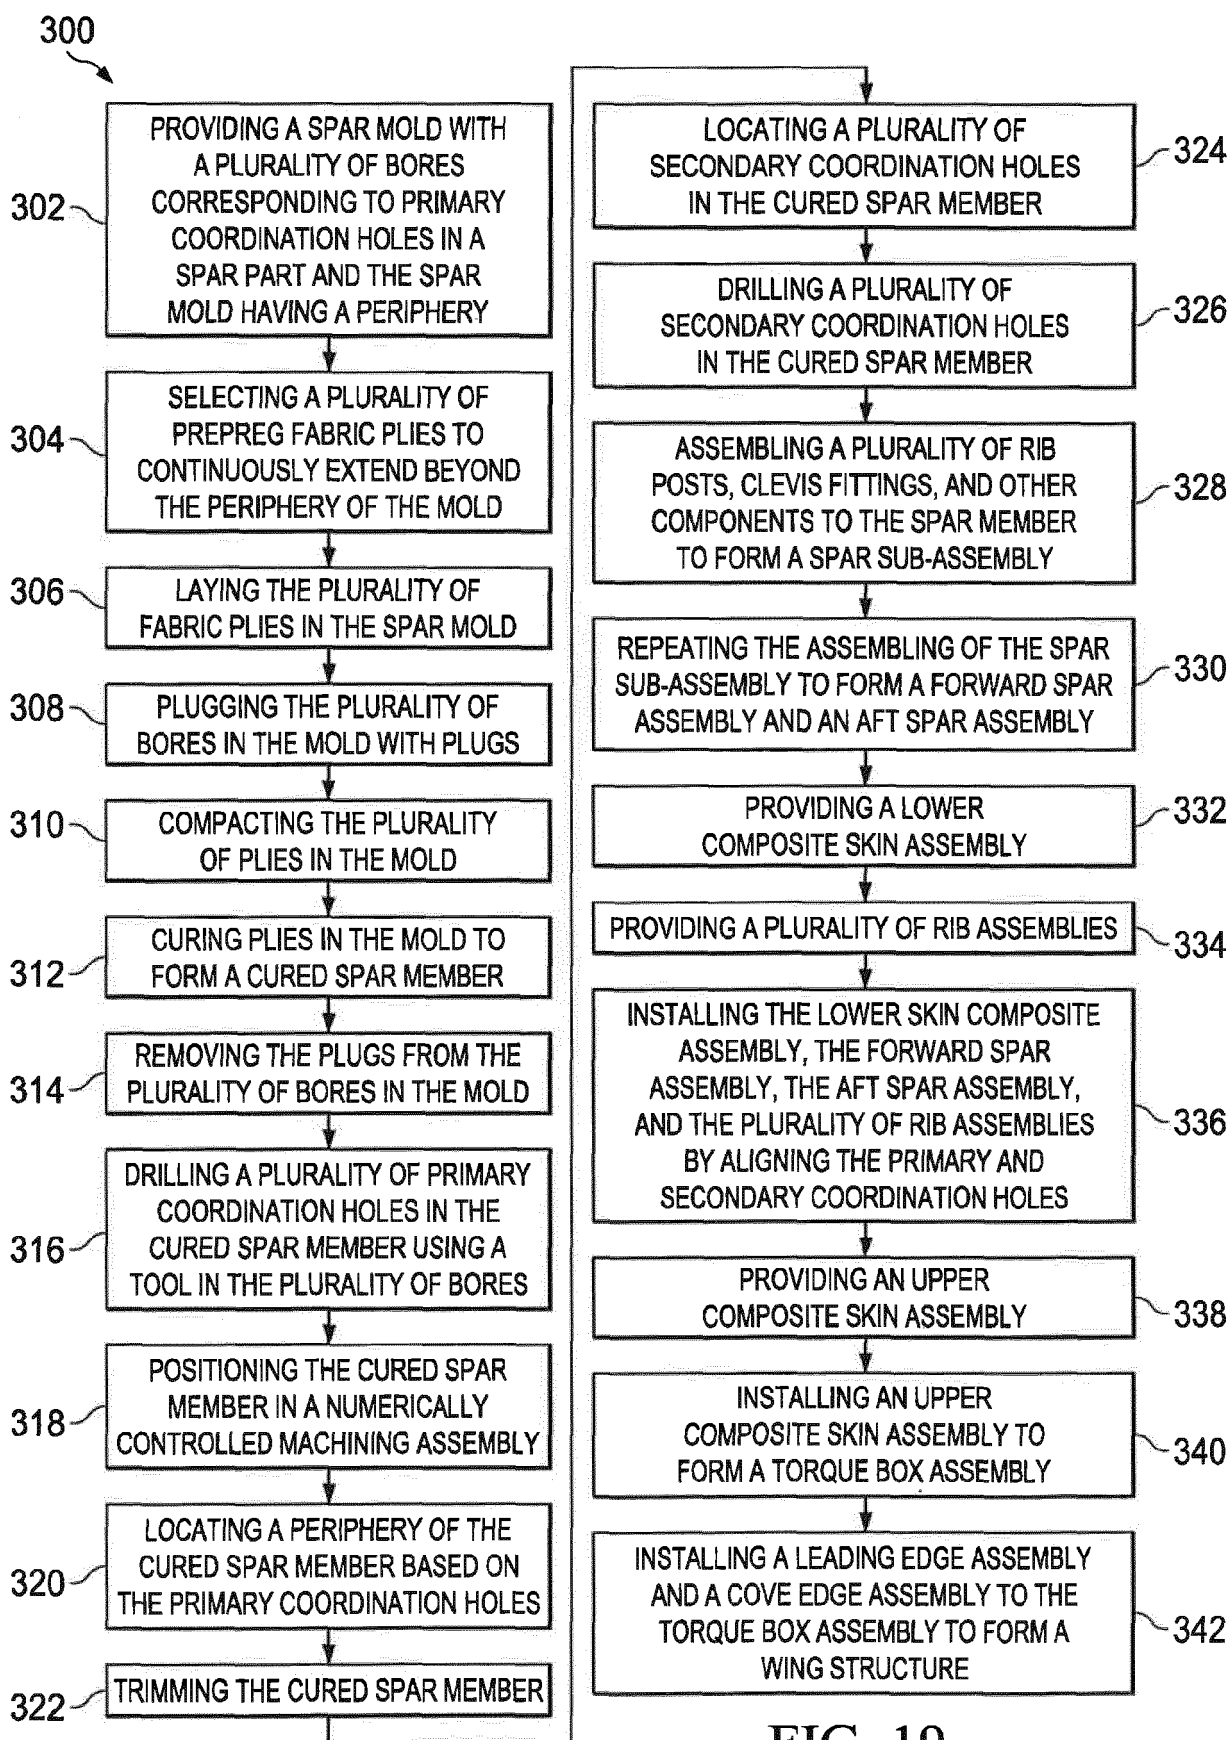 300
302
PROVIDING A SPAR MOLD WITH
A PLURALITY OF BORES
CORRESPONDING TO PRIMARY
COORDINATION HOLES IN A
SPAR PART AND THE SPAR
MOLD HAVING A PERIPHERY
304
SELECTING A PLURALITY OF
PREPREG FABRIC PLIES TO
CONTINUOUSLY EXTEND BEYOND
THE PERIPHERY OF THE MOLD
306
LAYING THE PLURALITY OF
FABRIC PLIES IN THE SPAR MOLD
308
PLUGGING THE PLURALITY OF
BORES IN THE MOLD WITH PLUGS
310
COMPACTING THE PLURALITY
OF PLIES IN THE MOLD
312
CURING PLIES IN THE MOLD TO
FORM A CURED SPAR MEMBER
314
REMOVING THE PLUGS FROM THE
PLURALITY OF BORES IN THE MOLD
316
DRILLING A PLURALITY OF PRIMARY
COORDINATION HOLES IN THE
CURED SPAR MEMBER USING A
TOOL IN THE PLURALITY OF BORES
318
POSITIONING THE CURED SPAR
MEMBER IN A NUMERICALLY
CONTROLLED MACHINING ASSEMBLY
320
LOCATING A PERIPHERY OF THE
CURED SPAR MEMBER BASED ON
THE PRIMARY COORDINATION HOLES
322
TRIMMING THE CURED SPAR MEMBER
LOCATING A PLURALITY OF
SECONDARY COORDINATION HOLES
IN THE CURED SPAR MEMBER
324
DRILLING A PLURALITY OF
SECONDARY COORDINATION HOLES
IN THE CURED SPAR MEMBER
326
ASSEMBLING A PLURALITY OF RIB
POSTS, CLEVIS FITTINGS, AND OTHER
COMPONENTS TO THE SPAR MEMBER
TO FORM A SPAR SUB-ASSEMBLY
328
REPEATING THE ASSEMBLING OF THE SPAR
SUB-ASSEMBLY TO FORM A FORWARD SPAR
ASSEMBLY AND AN AFT SPAR ASSEMBLY
330
PROVIDING A LOWER
COMPOSITE SKIN ASSEMBLY
332
PROVIDING A PLURALITY OF RIB ASSEMBLIES
334
INSTALLING THE LOWER SKIN COMPOSITE
ASSEMBLY, THE FORWARD SPAR
ASSEMBLY, THE AFT SPAR ASSEMBLY,
AND THE PLURALITY OF RIB ASSEMBLIES
BY ALIGNING THE PRIMARY AND
SECONDARY COORDINATION HOLES
336
PROVIDING AN UPPER
COMPOSITE SKIN ASSEMBLY
338
INSTALLING AN UPPER
COMPOSITE SKIN ASSEMBLY TO
FORM A TORQUE BOX ASSEMBLY
340
INSTALLING A LEADING EDGE ASSEMBLY
AND A COVE EDGE ASSEMBLY TO THE
TORQUE BOX ASSEMBLY TO FORM A
WING STRUCTURE
342
FIG.